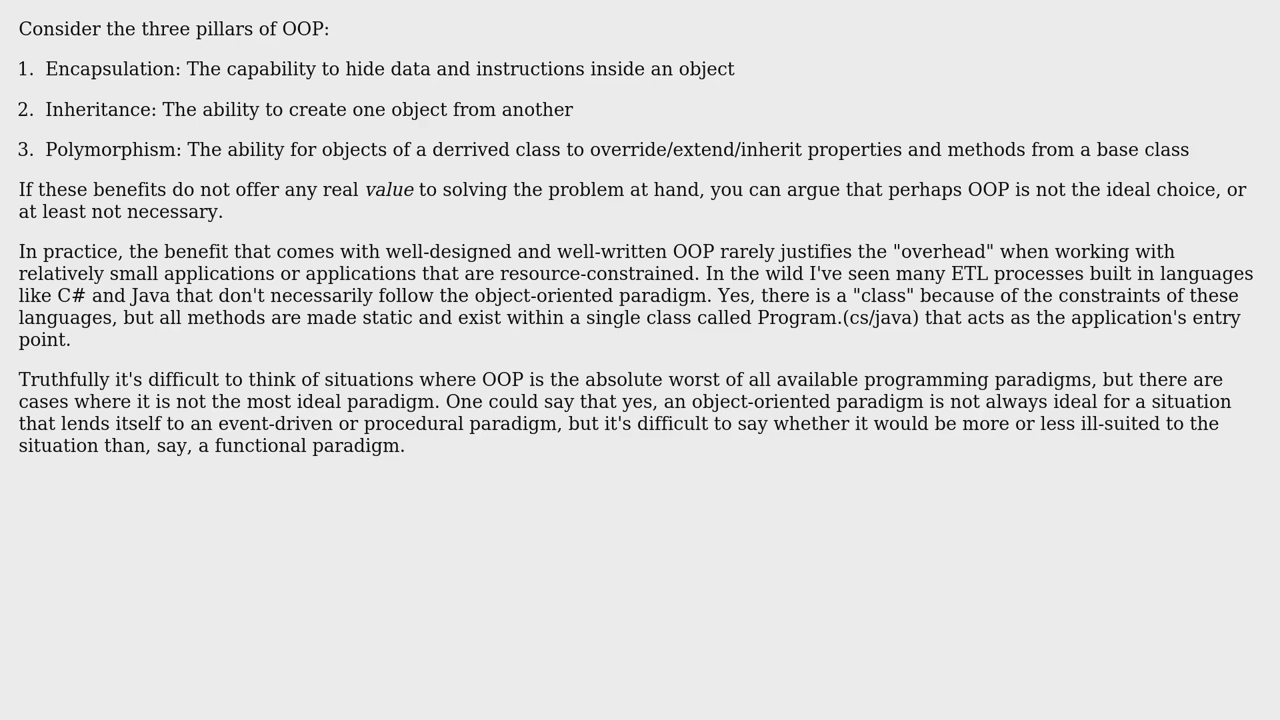 Consider the three pillars of OOP:
1. Encapsulation: The capability to hide data and instructions inside an object
2. Inheritance: The ability to create one object from another
3. Polymorphism: The ability for objects of a derrived class to override/extend/inherit properties and methods from a base class
If these benefits do not offer any real value to solving the problem at hand, you can argue that perhaps OOP is not the ideal choice, or
at least not necessary.
In practice, the benefit that comes with well-designed and well-written OOP rarely justifies the "overhead" when working with
relatively small applications or applications that are resource-constrained. In the wild I've seen many ETL processes built in languages
like C# and Java that don't necessarily follow the object-oriented paradigm. Yes, there is a "class" because of the constraints of these
languages, but all methods are made static and exist within a single class called Program.(cs/java) that acts as the application's entry
point.
Truthfully it's difficult to think of situations where OOP is the absolute worst of all available programming paradigms, but there are
cases where it is not the most ideal paradigm. One could say that yes, an object-oriented paradigm is not always ideal for a situation
that lends itself to an event-driven or procedural paradigm, but it's difficult to say whether it would be more or less ill-suited to the
situation than, say, a functional paradigm.